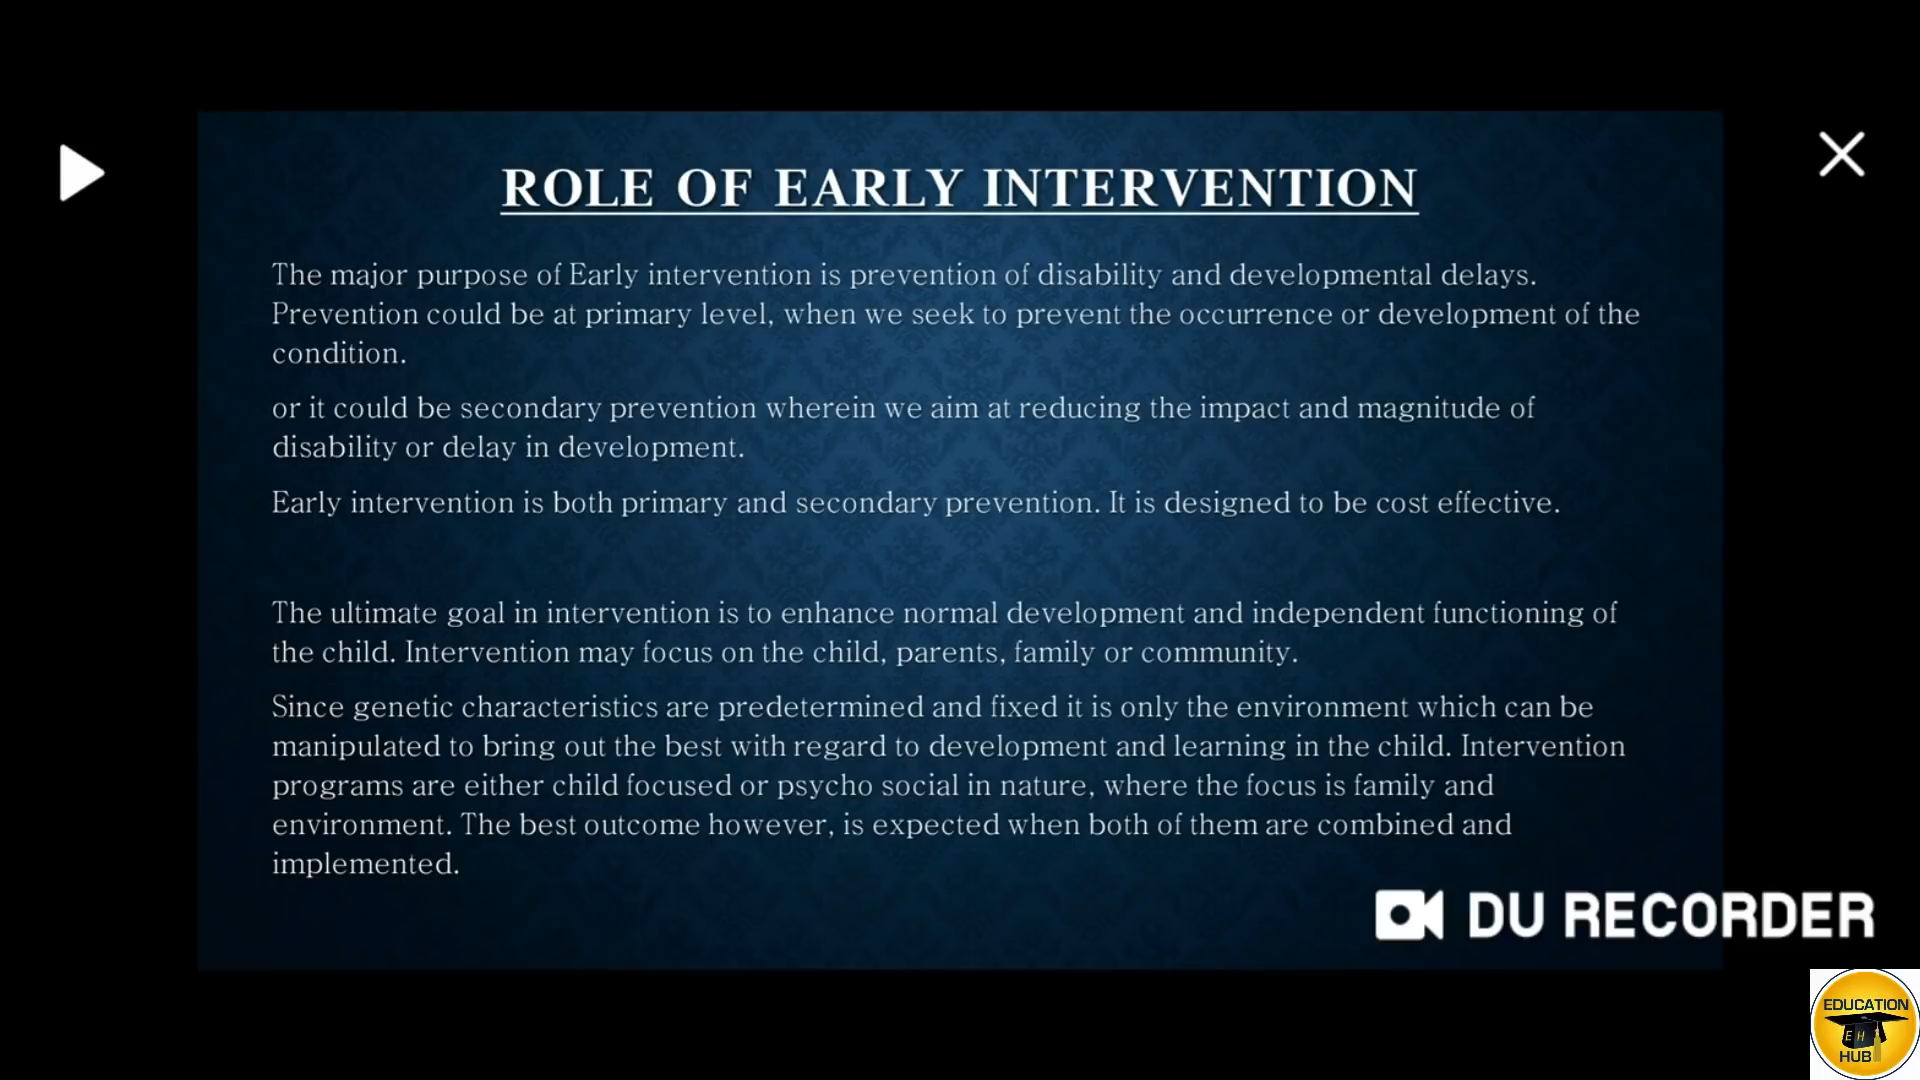 ROLE OF EARLY INTERVENTION
The major purpose of Early intervention is prevention of disability and developmental delays.
Prevention could be at primary level, when we seek to prevent the occurrence or development of the
condition.
or it could be secondary prevention wherein we aim at reducing the impact and magnitude of
disability or delay in development.
Early intervention is both primary and secondary prevention. It is designed to be cost effective.
The ultimate goal in intervention is to enhance normal development and independent functioning of
the child. Intervention may focus on the child, parents, family or community.
Since genetic characteristics are predetermined and fixed it is only the environment which can be
manipulated to bring out the best with regard to development and learning in the child. Intervention
programs are either child focused or psycho social in nature, where the focus is family and
environment. The best outcome however, is expected when both of them are combined and
implemented.
DU RECORDER
EDUCATION
E H
HUB